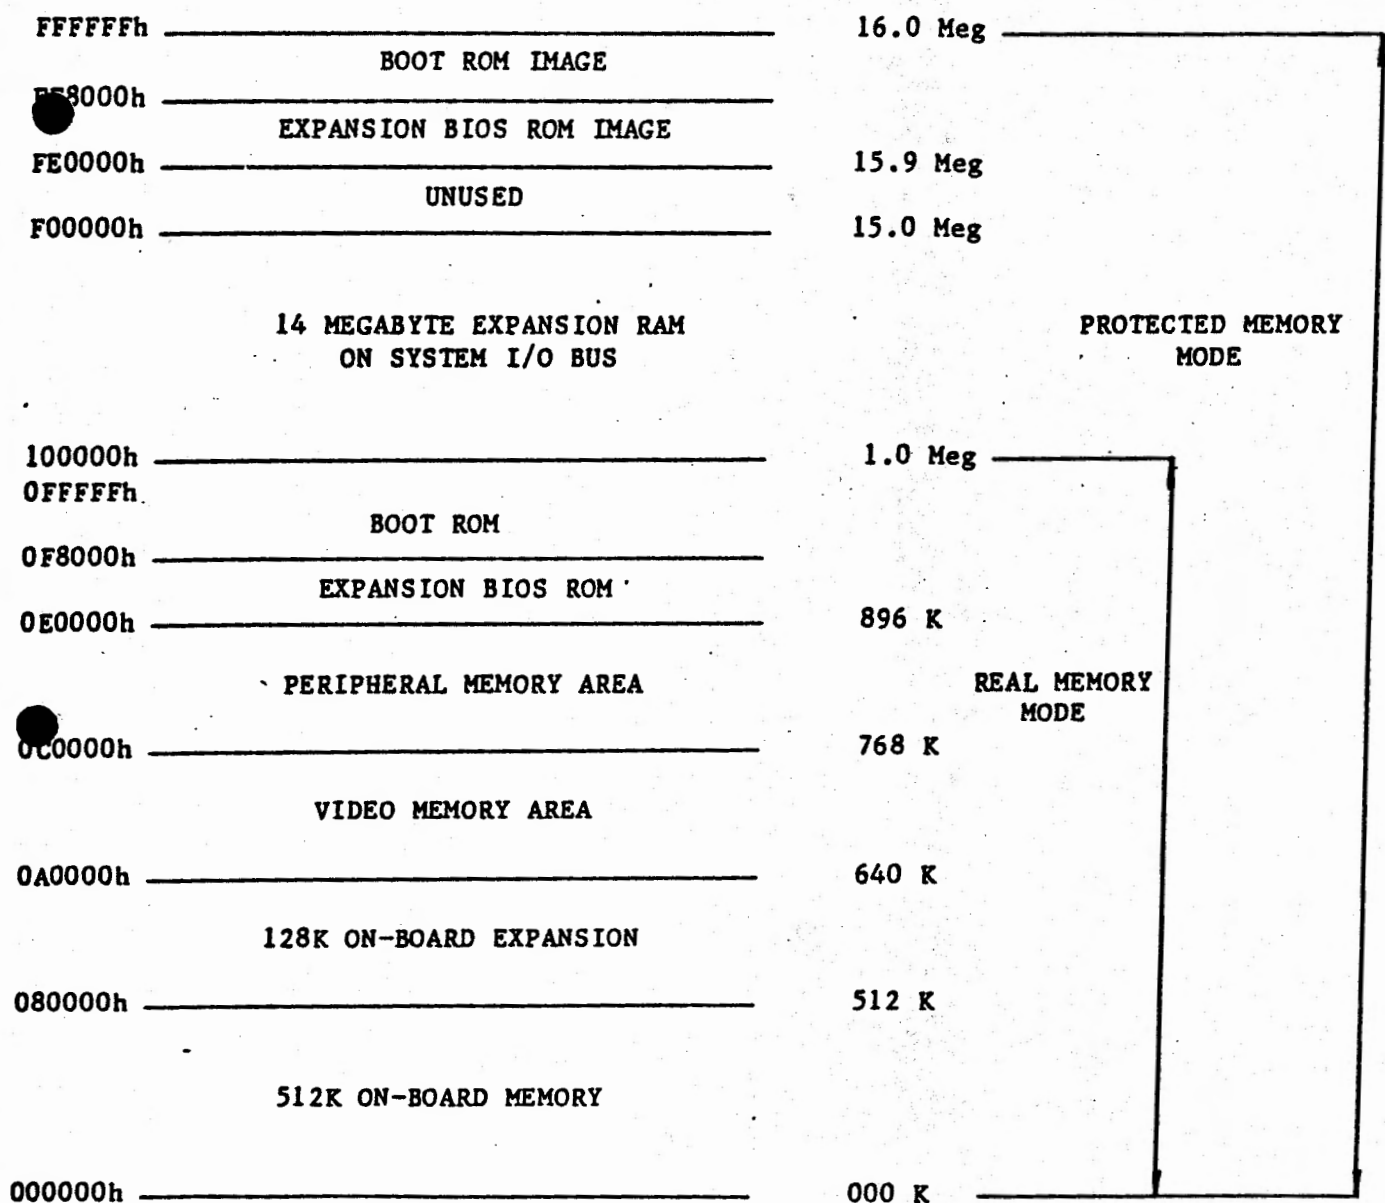 FFFFFFh 16.0 Meg
BOOT ROM IMAGE
8000h
EXPANSION BIOS ROM IMAGE
FE0000h 15.9 Meg
UNUSED
F00000h 15.0 Meg
14 MEGABYTE EXPANSION RAM
ON SYSTEM I/O BUS
PROTECTED MEMORY
MODE
100000h 1.0 Meg
0FFFFFh
BOOT ROM
0F8000h
EXPANSION BIOS ROM
0E0000h 896 K
PERIPHERAL MEMORY AREA
REAL MEMORY
MODE
0C0000h 768 K
VIDEO MEMORY AREA
0A0000h 640 K
128K ON-BOARD EXPANSION
080000h 512 K
512K ON-BOARD MEMORY
000000h 000 K